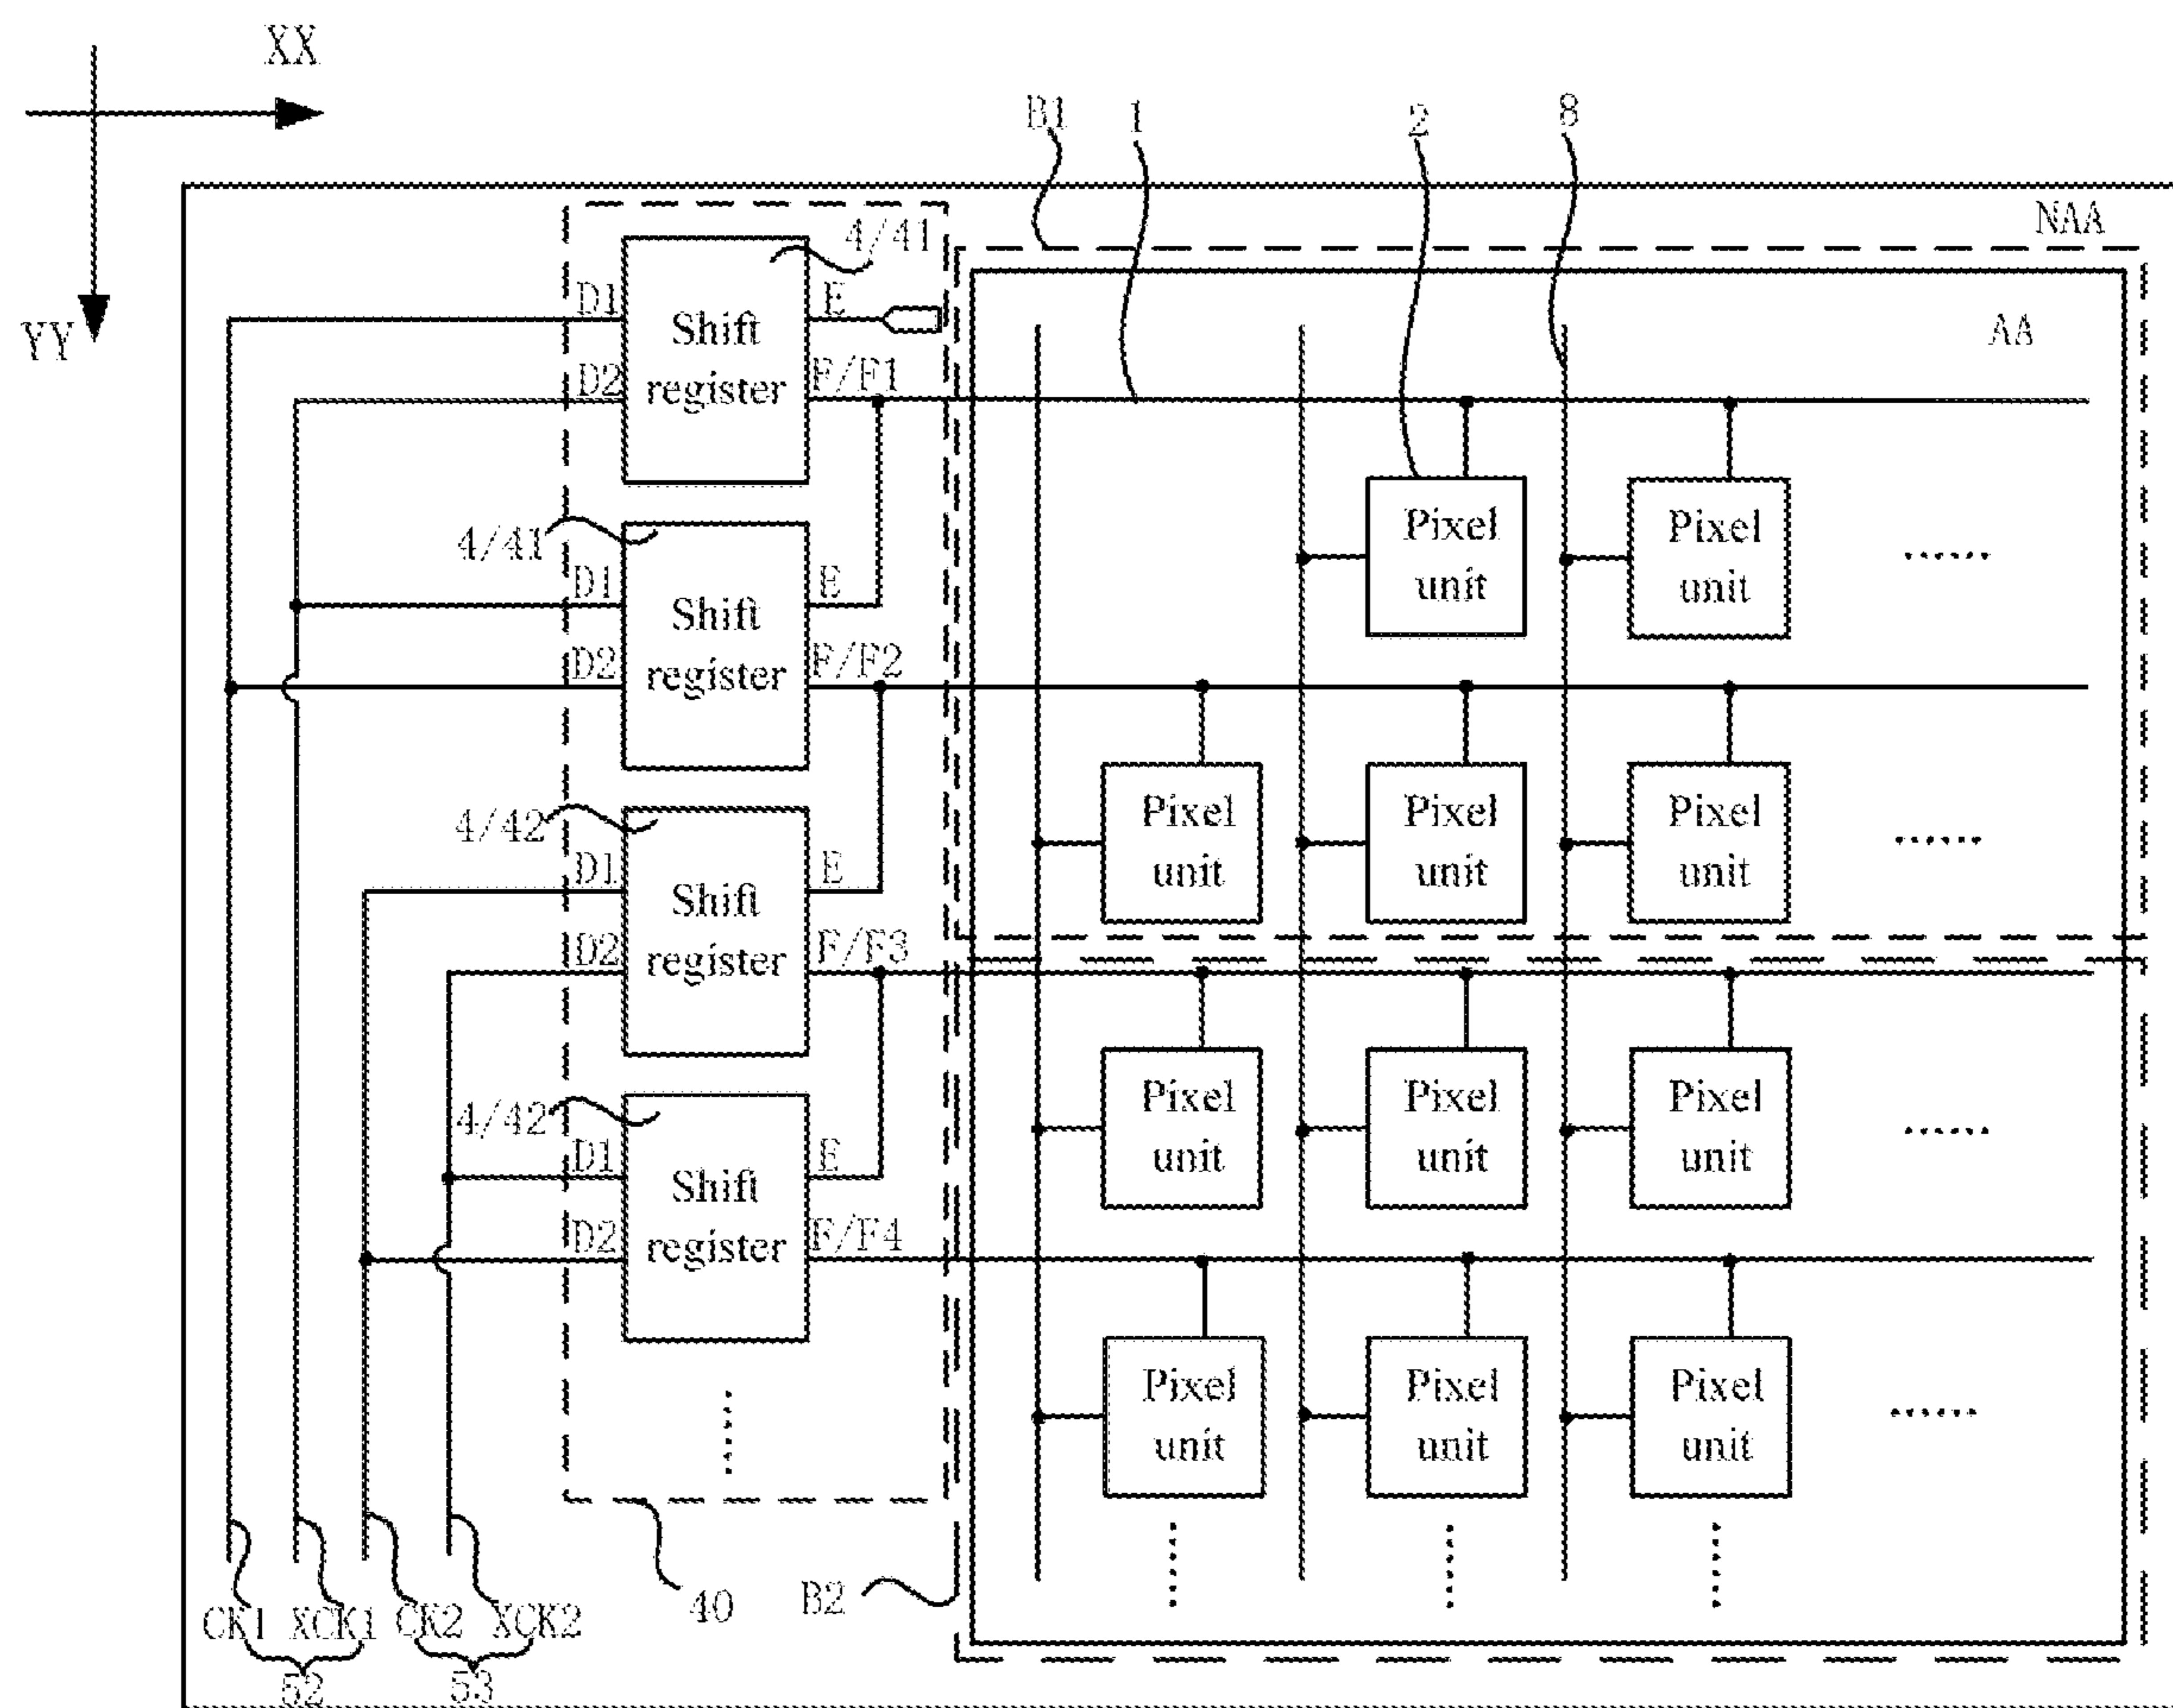 XX
YY
B1
1
2
8
NAA
4/41
AA
D1
E
Shift
register
D2
F/F1
Pixel
unit
Pixel
unit
......
4/41
D1
E
Shift
register
D2
F/F2
Pixel
unit
Pixel
unit
Pixel
unit
......
4/42
D1
E
Shift
register
D2
F/F3
Pixel
unit
Pixel
unit
Pixel
unit
......
4/42
D1
E
Shift
register
D2
F/F4
Pixel
unit
Pixel
unit
Pixel
unit
......
CK1
XCK1
CK2
XCK2
40
B2
52
53